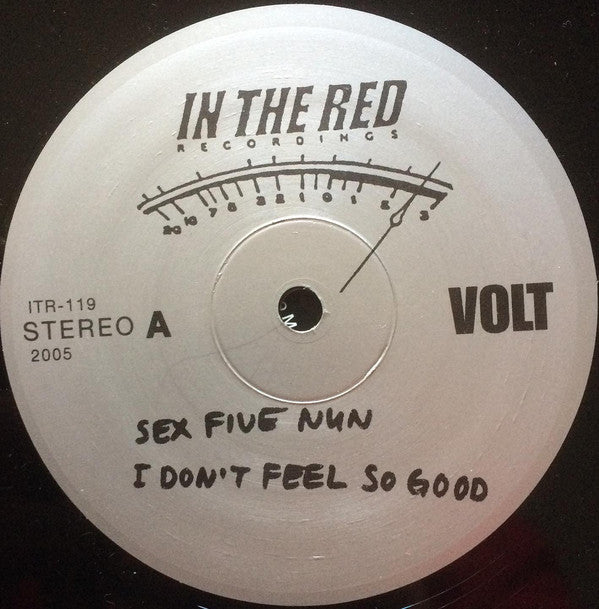 IN THE RED
RECORDINGS
20 10 7 5 3 2 1 0 1 2 3
ITR-119
STEREO A
2005
VOLT
SEX FIVE NUN
I DON'T FEEL SO GOOD